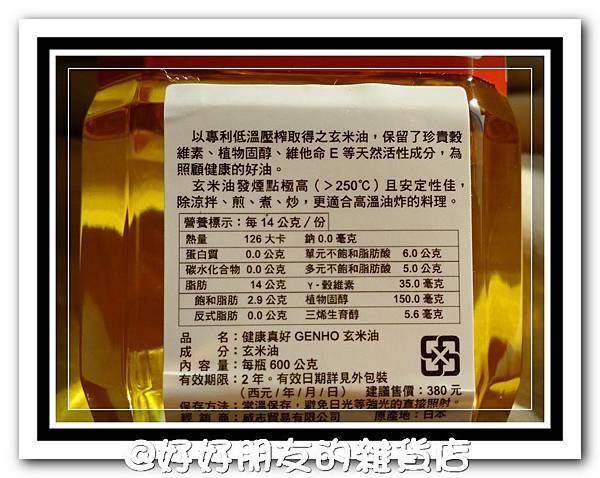 以專利低溫壓榨取得之玄米油，保留了珍貴穀
維素、植物固醇、維他命 E 等天然活性成分，為
照顧健康的好油。
玄米油發煙點極高（＞250℃）且安定性佳，
除涼拌、煎、煮、炒，更適合高溫油炸的料理。
營養標示：每 14 公克 / 份
熱量 126 大卡 鈉 0.0 毫克
蛋白質 0.0 公克 單元不飽和脂肪酸 6.0 公克
碳水化合物 0.0 公克 多元不飽和脂肪酸 5.0 公克
脂肪 14 公克 γ - 穀維素 35.0 毫克
飽和脂肪 2.9 公克 植物固醇 150.0 毫克
反式脂肪 0.0 公克 三烯生育醇 5.6 毫克
品名：健康真好 GENHO 玄米油
成分：玄米油
內容量：每瓶 600 公克
有效期限：2 年。有效日期詳見外包裝
（西元 / 年 / 月 / 日） 建議售價：380 元
保存方法：常溫保存，避免日光等強光的直接照射。
經銷商：威志貿易有限公司 原產地：日本
@好好朋友的雜貨店